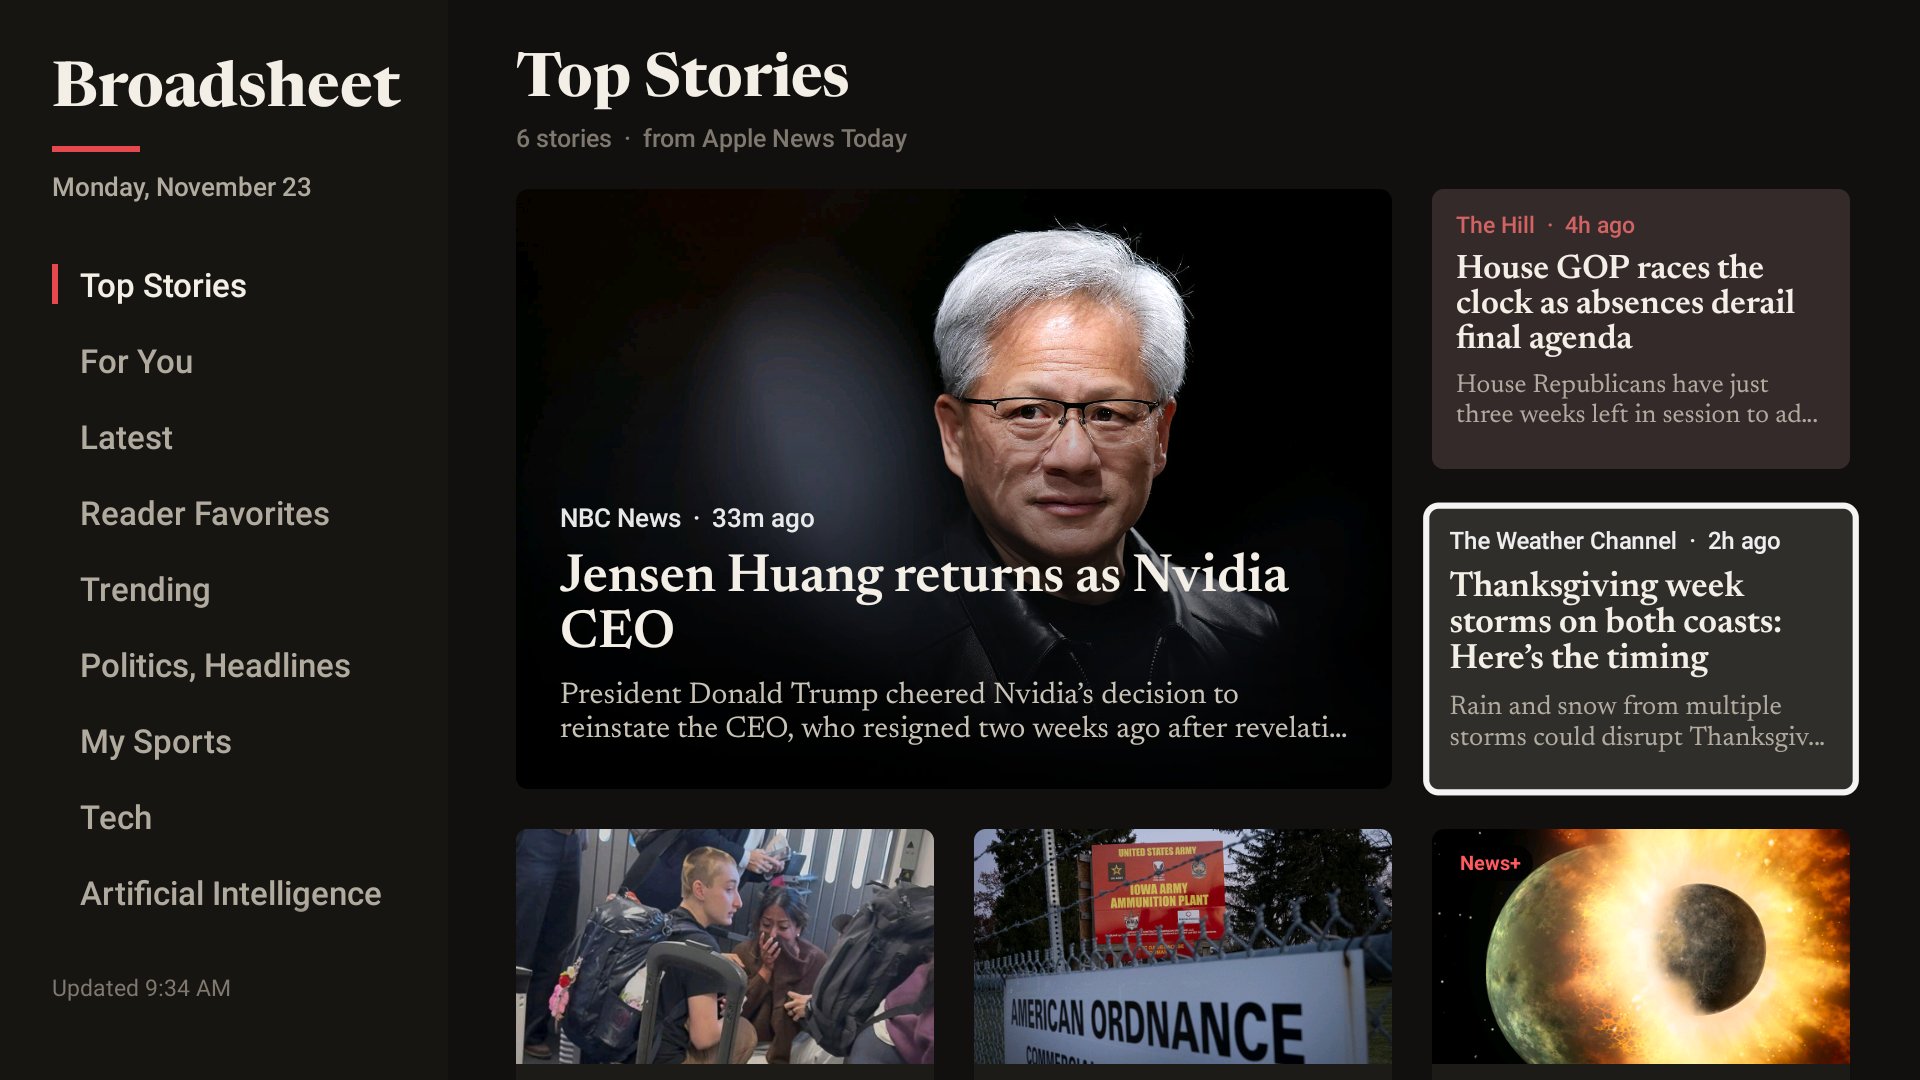 Broadsheet
Monday, November 23
Top Stories
For You
Latest
Reader Favorites
Trending
Politics, Headlines
My Sports
Tech
Artificial Intelligence
Updated 9:34 AM
Top Stories
6 stories · from Apple News Today
NBC News · 33m ago
Jensen Huang returns as Nvidia
CEO
President Donald Trump cheered Nvidia’s decision to
reinstate the CEO, who resigned two weeks ago after revelati...
The Hill · 4h ago
House GOP races the
clock as absences derail
final agenda
House Republicans have just
three weeks left in session to ad...
The Weather Channel · 2h ago
Thanksgiving week
storms on both coasts:
Here’s the timing
Rain and snow from multiple
storms could disrupt Thanksgiv...
UNITED STATES ARMY
IOWA ARMY
AMMUNITION PLANT
AMERICAN ORDNANCE
News+